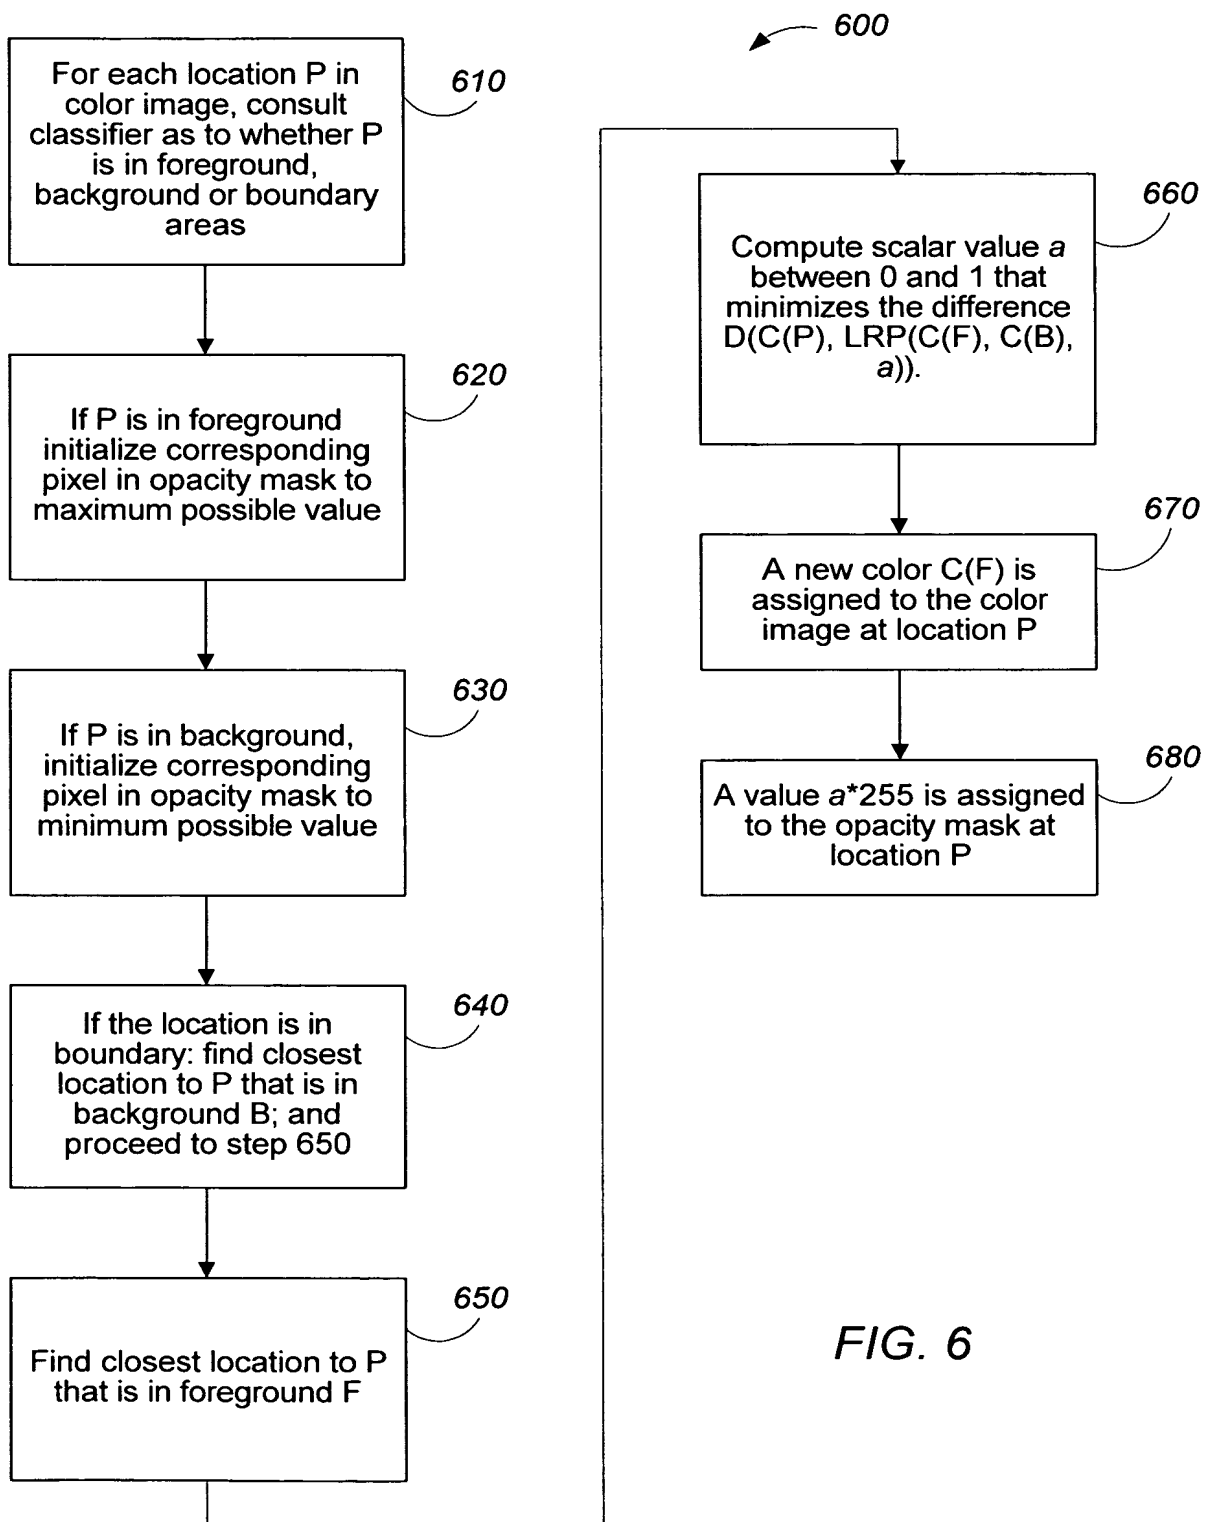 600
For each location P in
color image, consult
classifier as to whether P
is in foreground,
background or boundary
areas
610
If P is in foreground
initialize corresponding
pixel in opacity mask to
maximum possible value
620
If P is in background,
initialize corresponding
pixel in opacity mask to
minimum possible value
630
If the location is in
boundary: find closest
location to P that is in
background B; and
proceed to step 650
640
Find closest location to P
that is in foreground F
650
Compute scalar value a
between 0 and 1 that
minimizes the difference
D(C(P), LRP(C(F), C(B),
a)).
660
A new color C(F) is
assigned to the color
image at location P
670
A value a*255 is assigned
to the opacity mask at
location P
680
FIG. 6